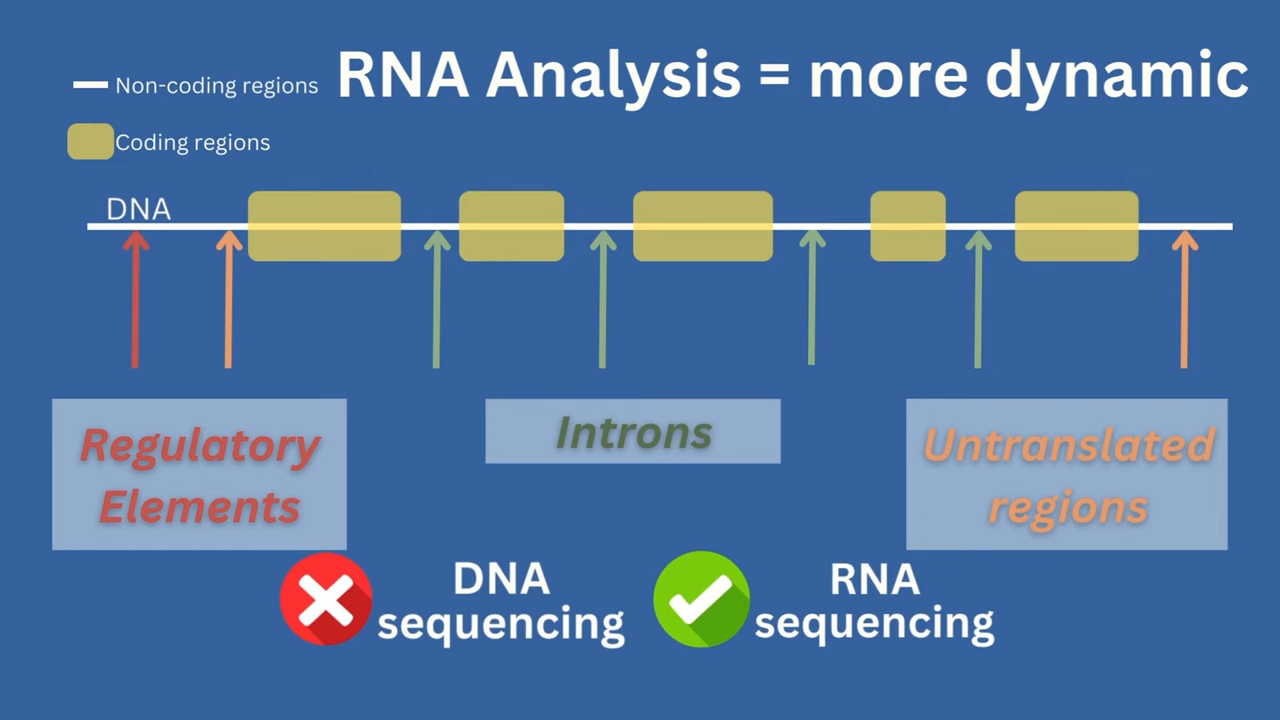 RNA Analysis = more dynamic
Non-coding regions
Coding regions
DNA
Regulatory
Elements
Introns
Untranslated
regions
DNA
sequencing
RNA
sequencing